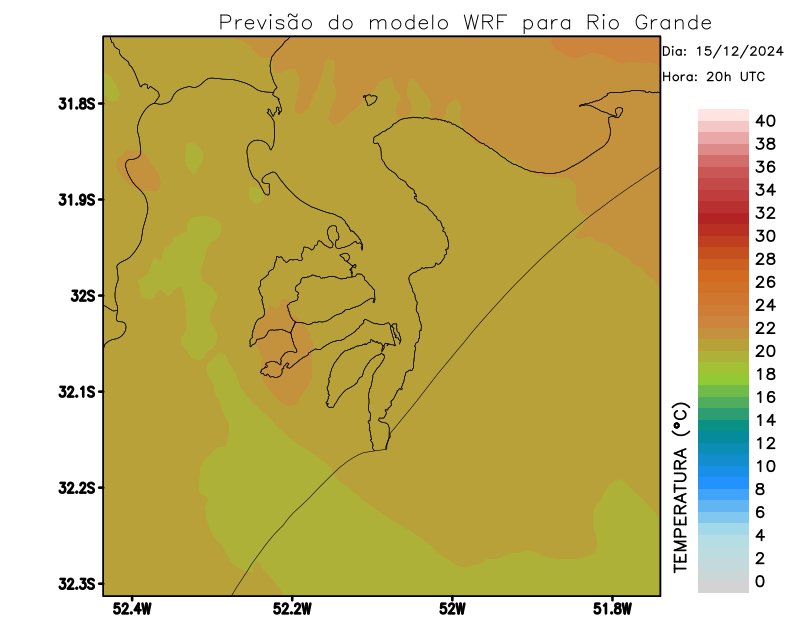 Previsão do modelo WRF para Rio Grande
Dia: 15/12/2024
Hora: 20h UTC
31.8S
31.9S
32S
32.1S
32.2S
32.3S
52.4W
52.2W
52W
51.8W
TEMPERATURA (°C)
40
38
36
34
32
30
28
26
24
22
20
18
16
14
12
10
8
6
4
2
0